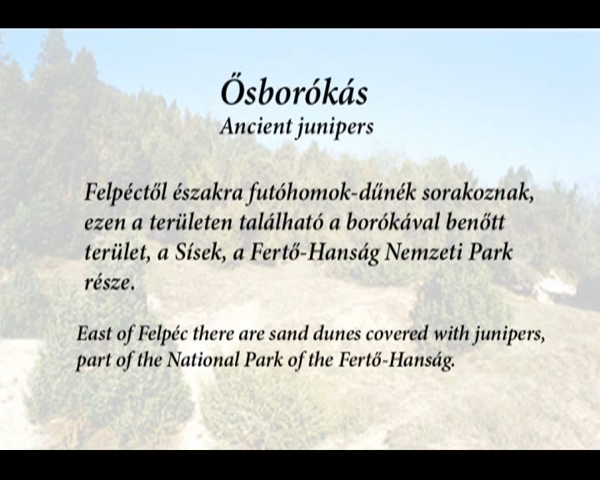 Ősborókás
Ancient junipers
Felpéctől északra futóhomok-dűnék sorakoznak,
ezen a területen található a borókával benőtt
terület, a Sísek, a Fertő-Hanság Nemzeti Park
része.
East of Felpéc there are sand dunes covered with junipers,
part of the National Park of the Fertő-Hanság.